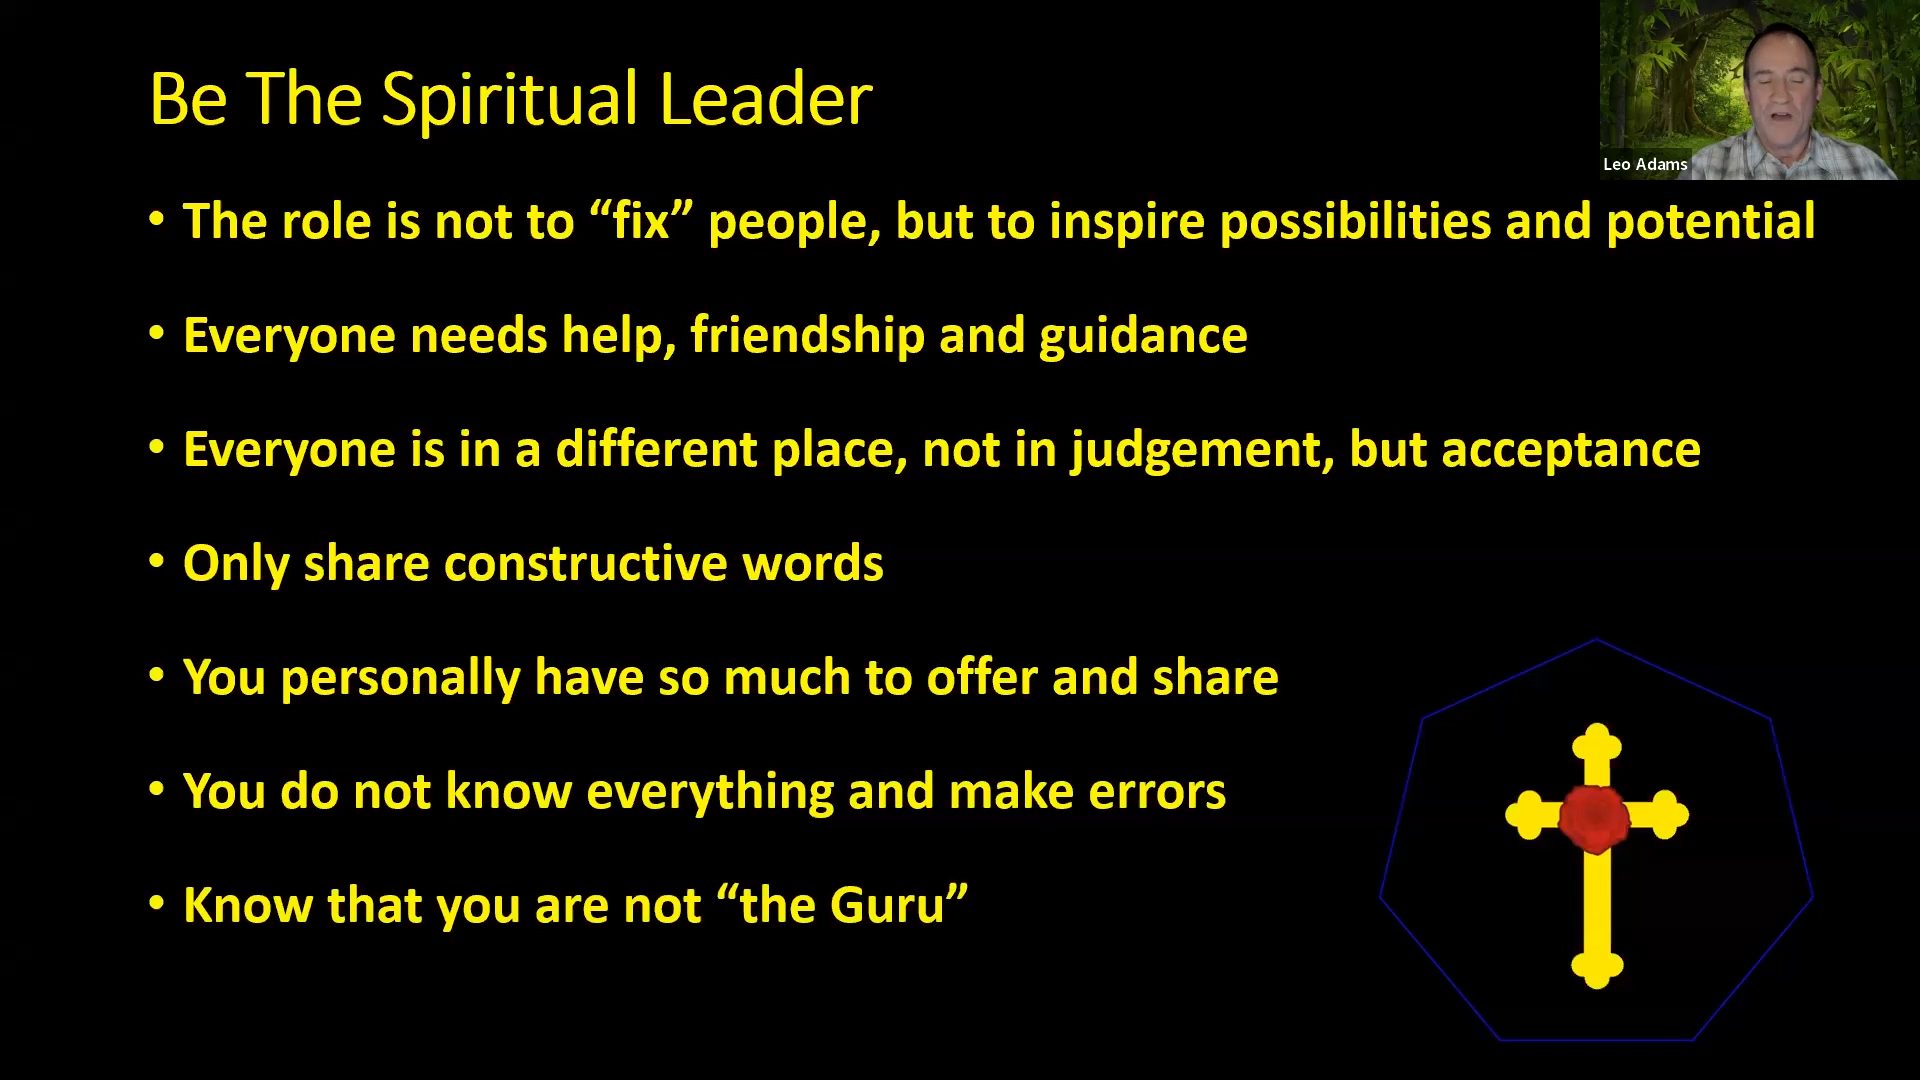 Be The Spiritual Leader
Leo Adams
• The role is not to “fix” people, but to inspire possibilities and potential
• Everyone needs help, friendship and guidance
• Everyone is in a different place, not in judgement, but acceptance
• Only share constructive words
• You personally have so much to offer and share
• You do not know everything and make errors
• Know that you are not “the Guru”